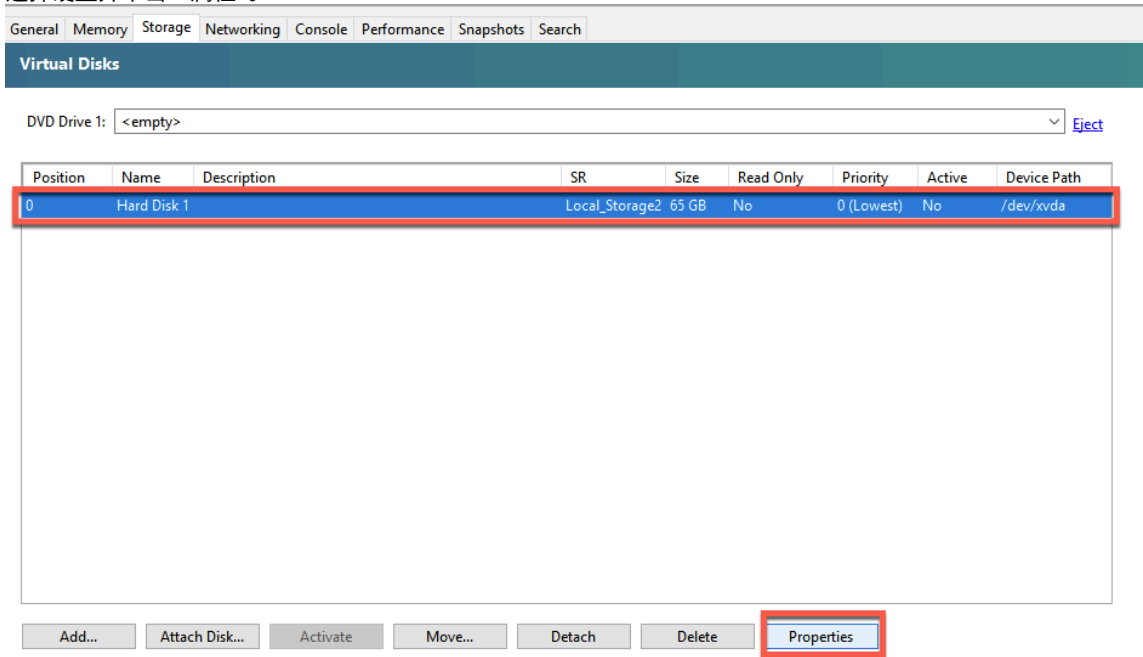 General Memory Storage Networking Console Performance Snapshots Search
Virtual Disks
DVD Drive 1: <empty> Eject
Position Name Description SR Size Read Only Priority Active Device Path
0 Hard Disk 1 Local_Storage2 65 GB No 0 (Lowest) No /dev/xvda
Add... Attach Disk... Activate Move... Detach Delete Properties